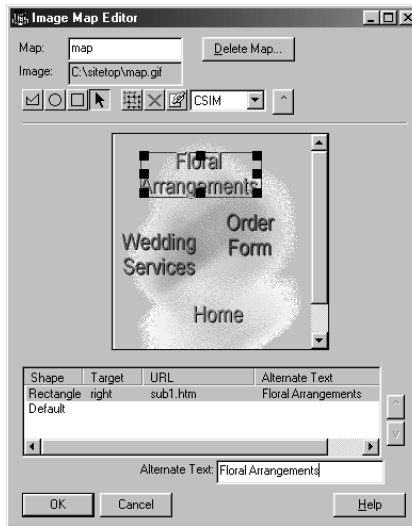 Image Map Editor
Map: map Delete Map...
Image: C:\sitetop\map.gif
CSIM
Floral
Arrangements
Order
Form
Wedding
Services
Home
Shape Target URL Alternate Text
Rectangle right sub1.htm Floral Arrangements
Default
Alternate Text: Floral Arrangements
OK Cancel Help